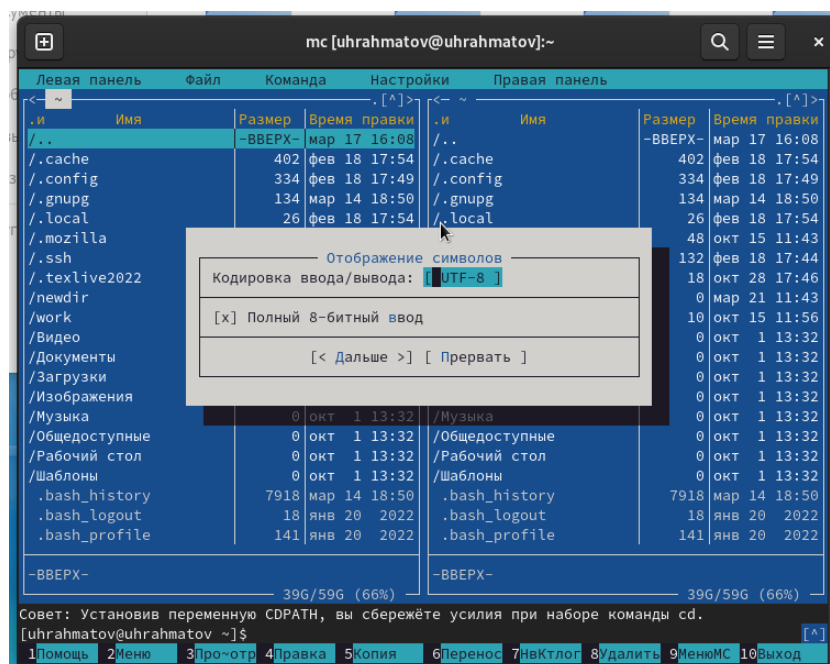 mc [uhrahmatov@uhrahmatov]:~
Левая панель Файл Команда Настройки Правая панель
<— ~ .[^]> <— ~ .[^]>
.и Имя Размер Время правки .и Имя Размер Время правки
/.. -ВВЕРХ- мар 17 16:08 /.. -ВВЕРХ- мар 17 16:08
/.cache 402 фев 18 17:54 /.cache 402 фев 18 17:54
/.config 334 фев 18 17:49 /.config 334 фев 18 17:49
/.gnupg 134 мар 14 18:50 /.gnupg 134 мар 14 18:50
/.local 26 фев 18 17:54 /.local 26 фев 18 17:54
/.mozilla 48 окт 15 11:43
/.ssh Отображение символов 132 фев 18 17:44
/.texlive2022 Кодировка ввода/вывода: [ UTF-8 ] 18 окт 28 17:46
/newdir 0 мар 21 11:43
/work [x] Полный 8-битный ввод 10 окт 15 11:56
/Видео 0 окт 1 13:32
/Документы [< Дальше >] [ Прервать ] 0 окт 1 13:32
/Загрузки 0 окт 1 13:32
/Изображения 0 окт 1 13:32
/Музыка 0 окт 1 13:32 /Музыка 0 окт 1 13:32
/Общедоступные 0 окт 1 13:32 /Общедоступные 0 окт 1 13:32
/Рабочий стол 0 окт 1 13:32 /Рабочий стол 0 окт 1 13:32
/Шаблоны 0 окт 1 13:32 /Шаблоны 0 окт 1 13:32
.bash_history 7918 мар 14 18:50 .bash_history 7918 мар 14 18:50
.bash_logout 18 янв 20 2022 .bash_logout 18 янв 20 2022
.bash_profile 141 янв 20 2022 .bash_profile 141 янв 20 2022
-ВВЕРХ- -ВВЕРХ-
39G/59G (66%) 39G/59G (66%)
Совет: Установив переменную CDPATH, вы сбережёте усилия при наборе команды cd.
[uhrahmatov@uhrahmatov ~]$ [^]
1Помощь 2Меню 3Про~отр 4Правка 5Копия 6Перенос 7НвКтлог 8Удалить 9МенюМС 10Выход